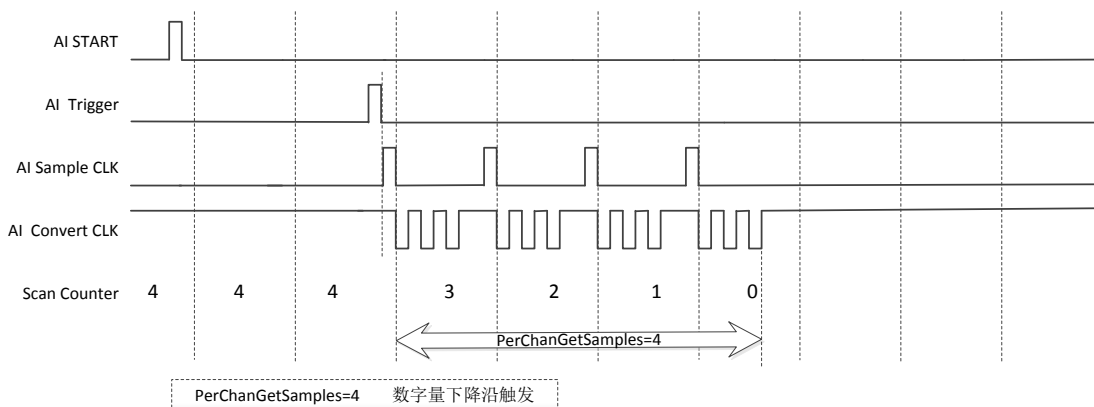 AI START
AI Trigger
AI Sample CLK
AI Convert CLK
Scan Counter 4 4 4 3 2 1 0
PerChanGetSamples=4
PerChanGetSamples=4 数字量下降沿触发